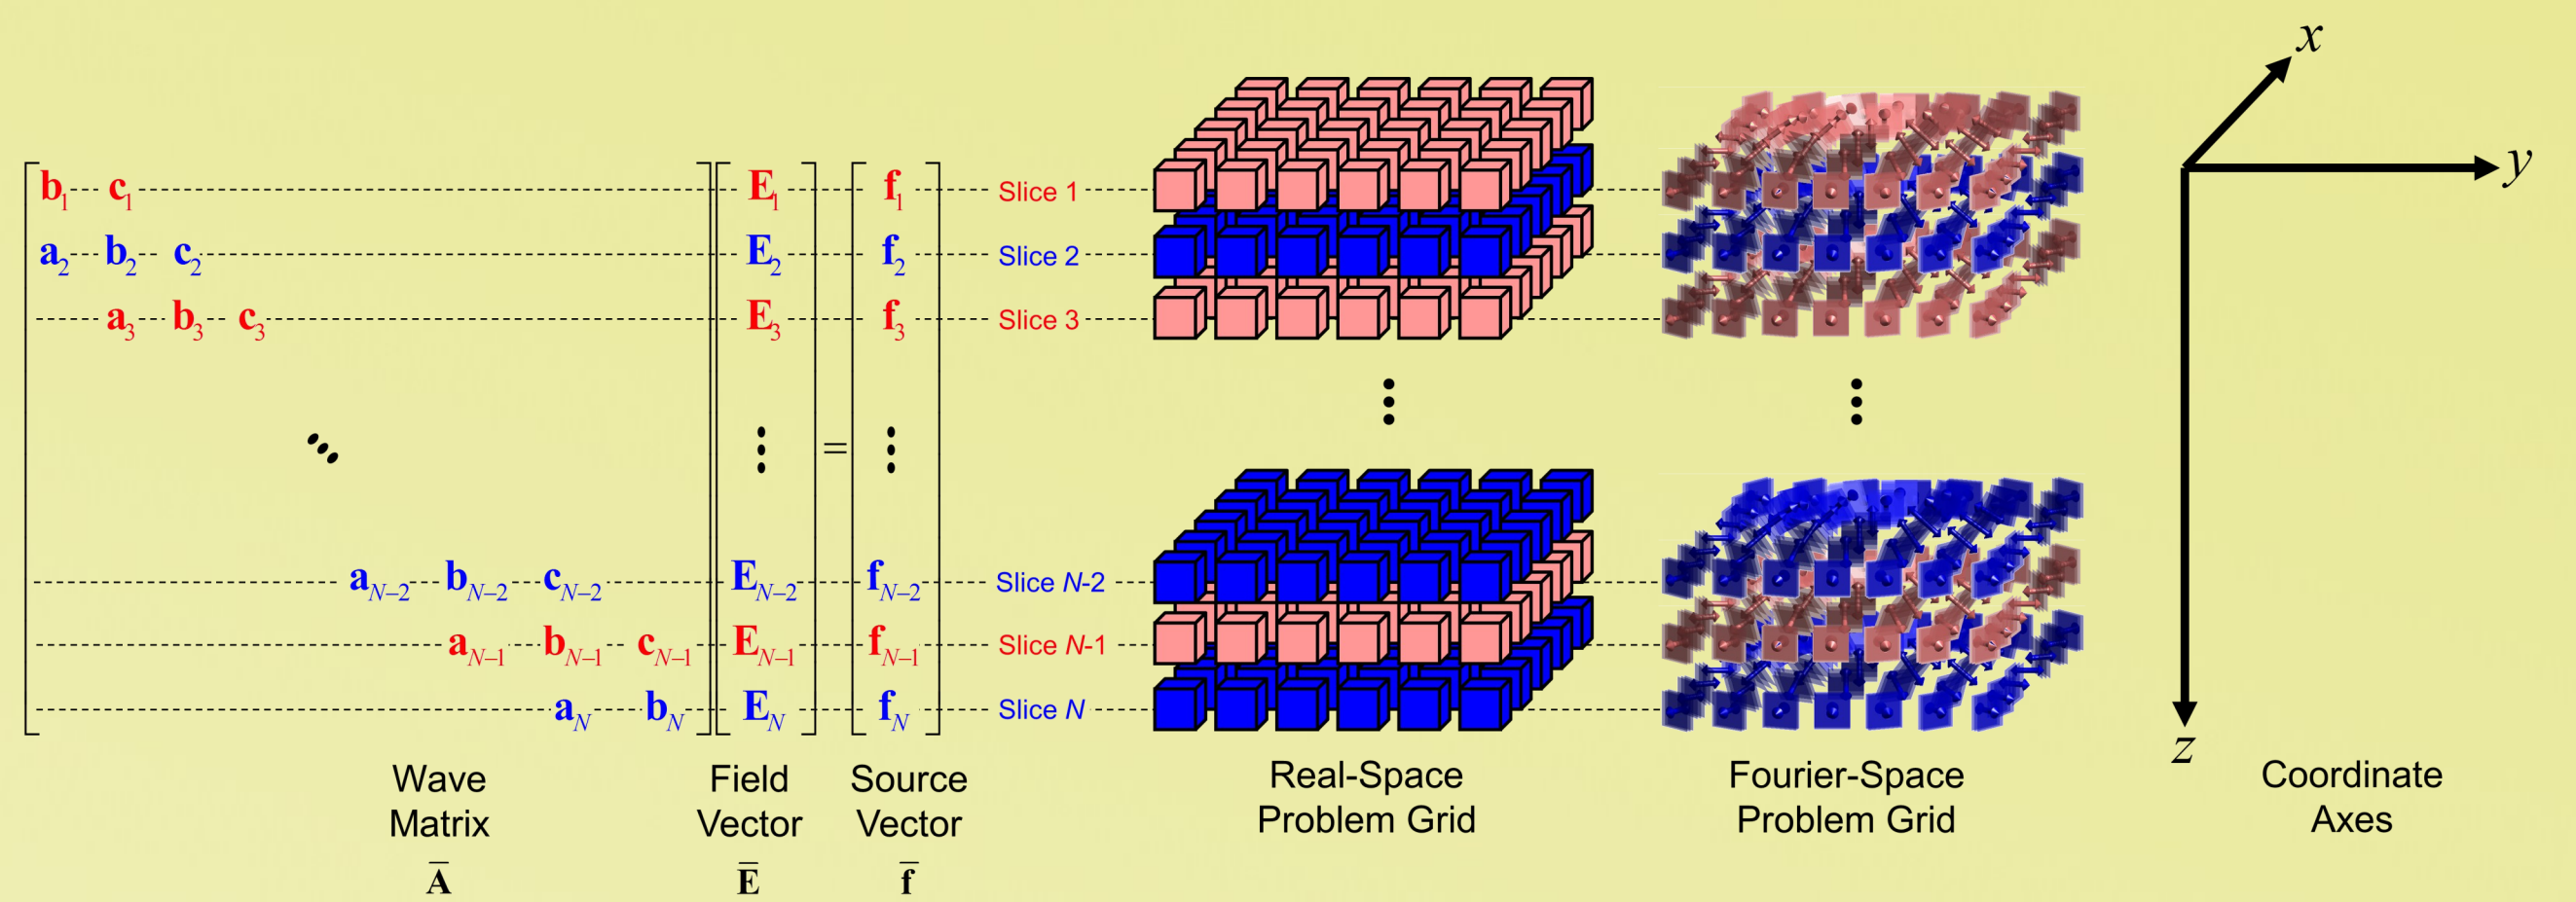 x
y
b1 c1 E1 f1 Slice 1
a2 b2 c2 E2 f2 Slice 2
a3 b3 c3 E3 f3 Slice 3
=
aN–2 bN–2 cN–2 EN–2 fN–2 Slice N-2
aN–1 bN–1 cN–1 EN–1 fN–1 Slice N-1
aN bN EN fN Slice N
z
Wave
Matrix
A̅
Field
Vector
E̅
Source
Vector
f̅
Real-Space
Problem Grid
Fourier-Space
Problem Grid
Coordinate
Axes